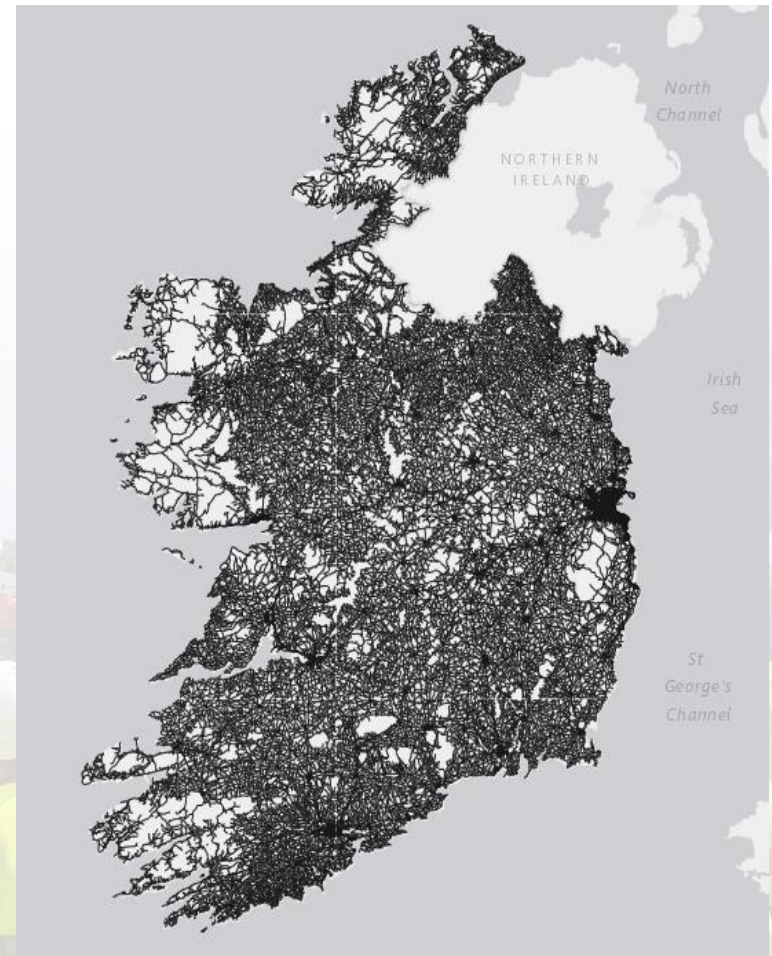 North
Channel
NORTHERN
IRELAND
Irish
Sea
St.
George's
Channel